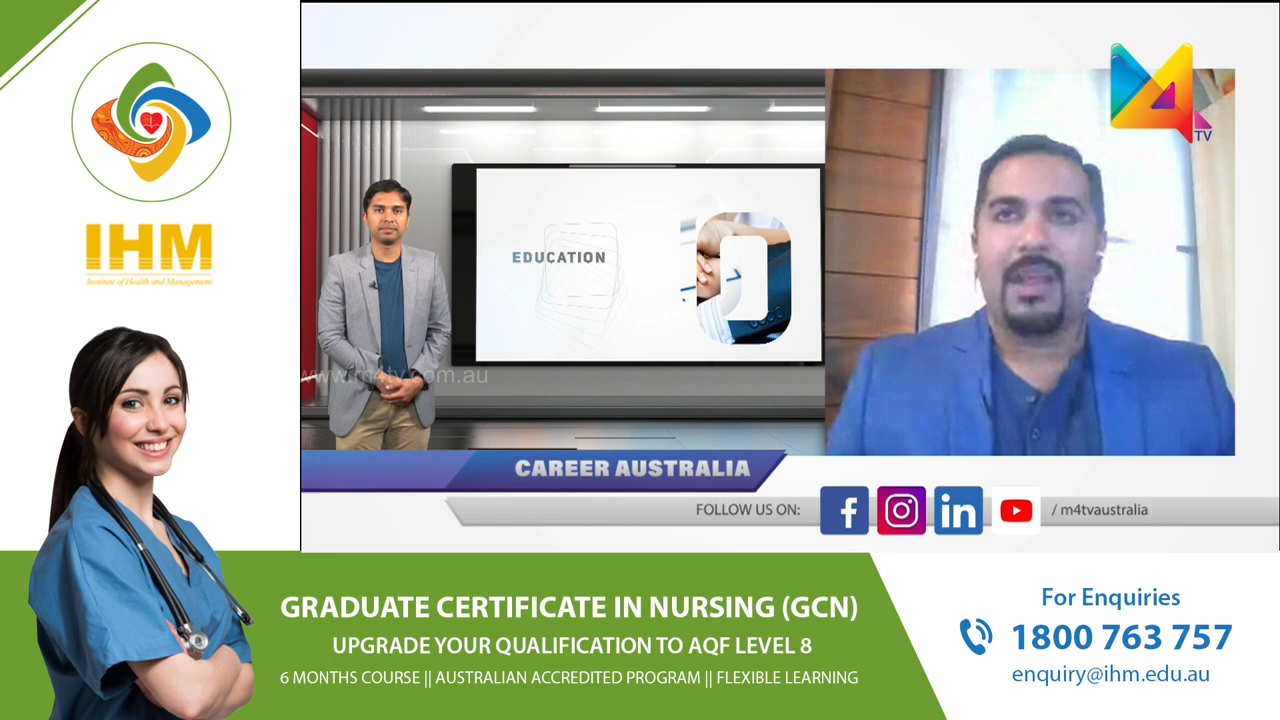 IHM
Institute of Health and Management
TV
EDUCATION
www.m4tv.com.au
CAREER AUSTRALIA
FOLLOW US ON:
/ m4tvaustralia
GRADUATE CERTIFICATE IN NURSING (GCN)
UPGRADE YOUR QUALIFICATION TO AQF LEVEL 8
6 MONTHS COURSE || AUSTRALIAN ACCREDITED PROGRAM || FLEXIBLE LEARNING
For Enquiries
1800 763 757
enquiry@ihm.edu.au